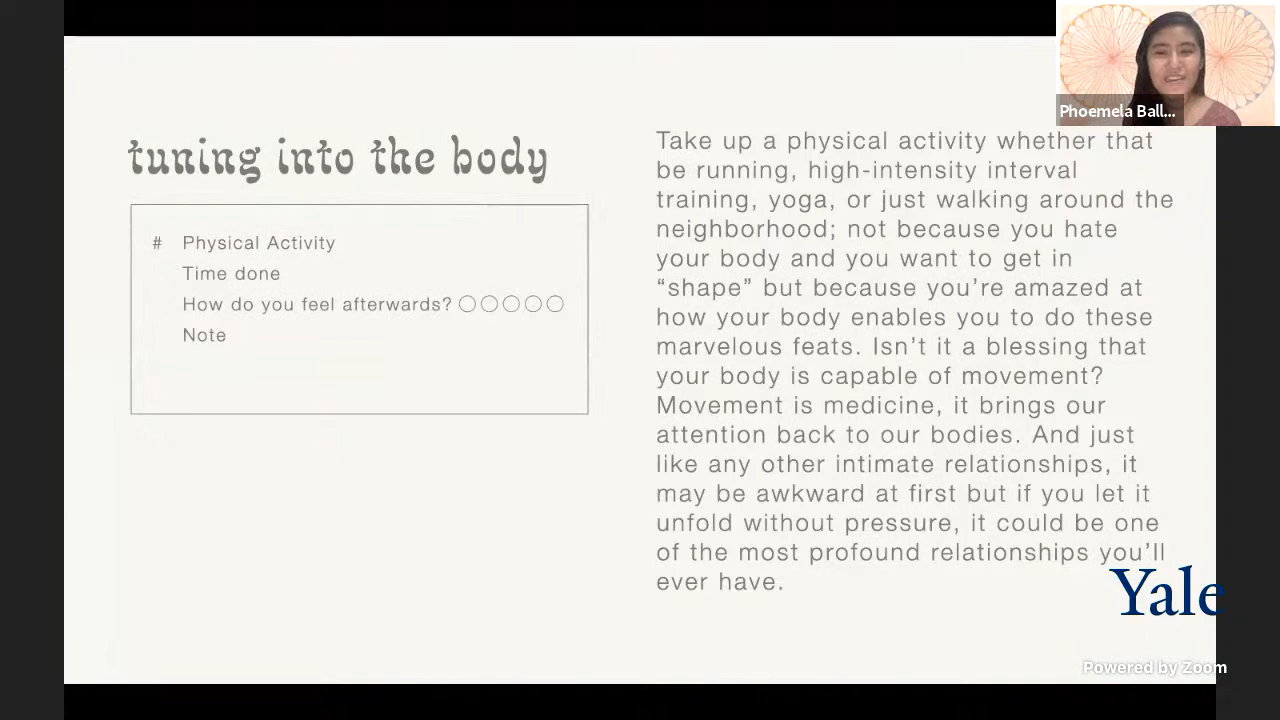 Phoemela Ball...
tuning into the body
# Physical Activity
Time done
How do you feel afterwards?
Note
Take up a physical activity whether that
be running, high-intensity interval
training, yoga, or just walking around the
neighborhood; not because you hate
your body and you want to get in
“shape” but because you’re amazed at
how your body enables you to do these
marvelous feats. Isn’t it a blessing that
your body is capable of movement?
Movement is medicine, it brings our
attention back to our bodies. And just
like any other intimate relationships, it
may be awkward at first but if you let it
unfold without pressure, it could be one
of the most profound relationships you’ll
ever have.
Yale
Powered by Zoom